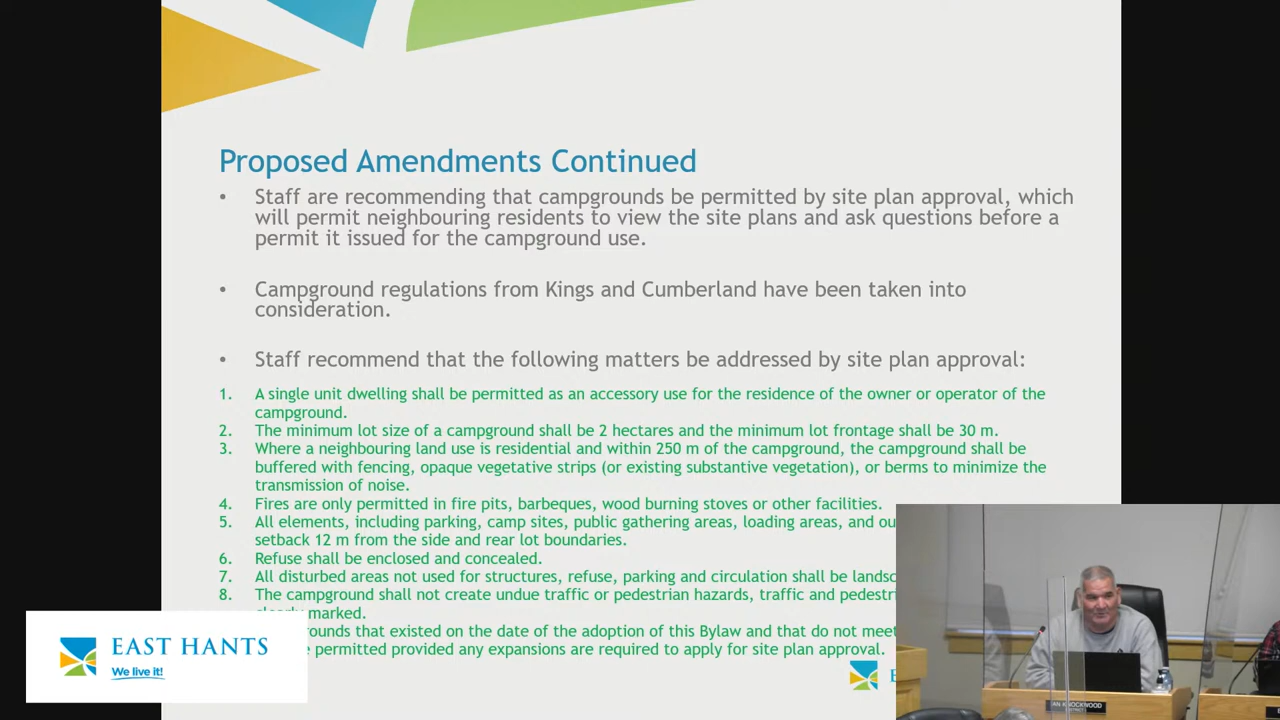 Proposed Amendments Continued
• Staff are recommending that campgrounds be permitted by site plan approval, which
will permit neighbouring residents to view the site plans and ask questions before a
permit it issued for the campground use.
• Campground regulations from Kings and Cumberland have been taken into
consideration.
• Staff recommend that the following matters be addressed by site plan approval:
1. A single unit dwelling shall be permitted as an accessory use for the residence of the owner or operator of the
campground.
2. The minimum lot size of a campground shall be 2 hectares and the minimum lot frontage shall be 30 m.
3. Where a neighbouring land use is residential and within 250 m of the campground, the campground shall be
buffered with fencing, opaque vegetative strips (or existing substantive vegetation), or berms to minimize the
transmission of noise.
4. Fires are only permitted in fire pits, barbeques, wood burning stoves or other facilities.
5. All elements, including parking, camp sites, public gathering areas, loading areas, and
setback 12 m from the side and rear lot boundaries.
6. Refuse shall be enclosed and concealed.
7. All disturbed areas not used for structures, refuse, parking and circulation shall be
8. The campground shall not create undue traffic or pedestrian hazards, traffic and
clearly marked.
that existed on the date of the adoption of this Bylaw and that do not meet
permitted provided any expansions are required to apply for site plan approval.
EAST HANTS
We live it!
KNOCKWOOD